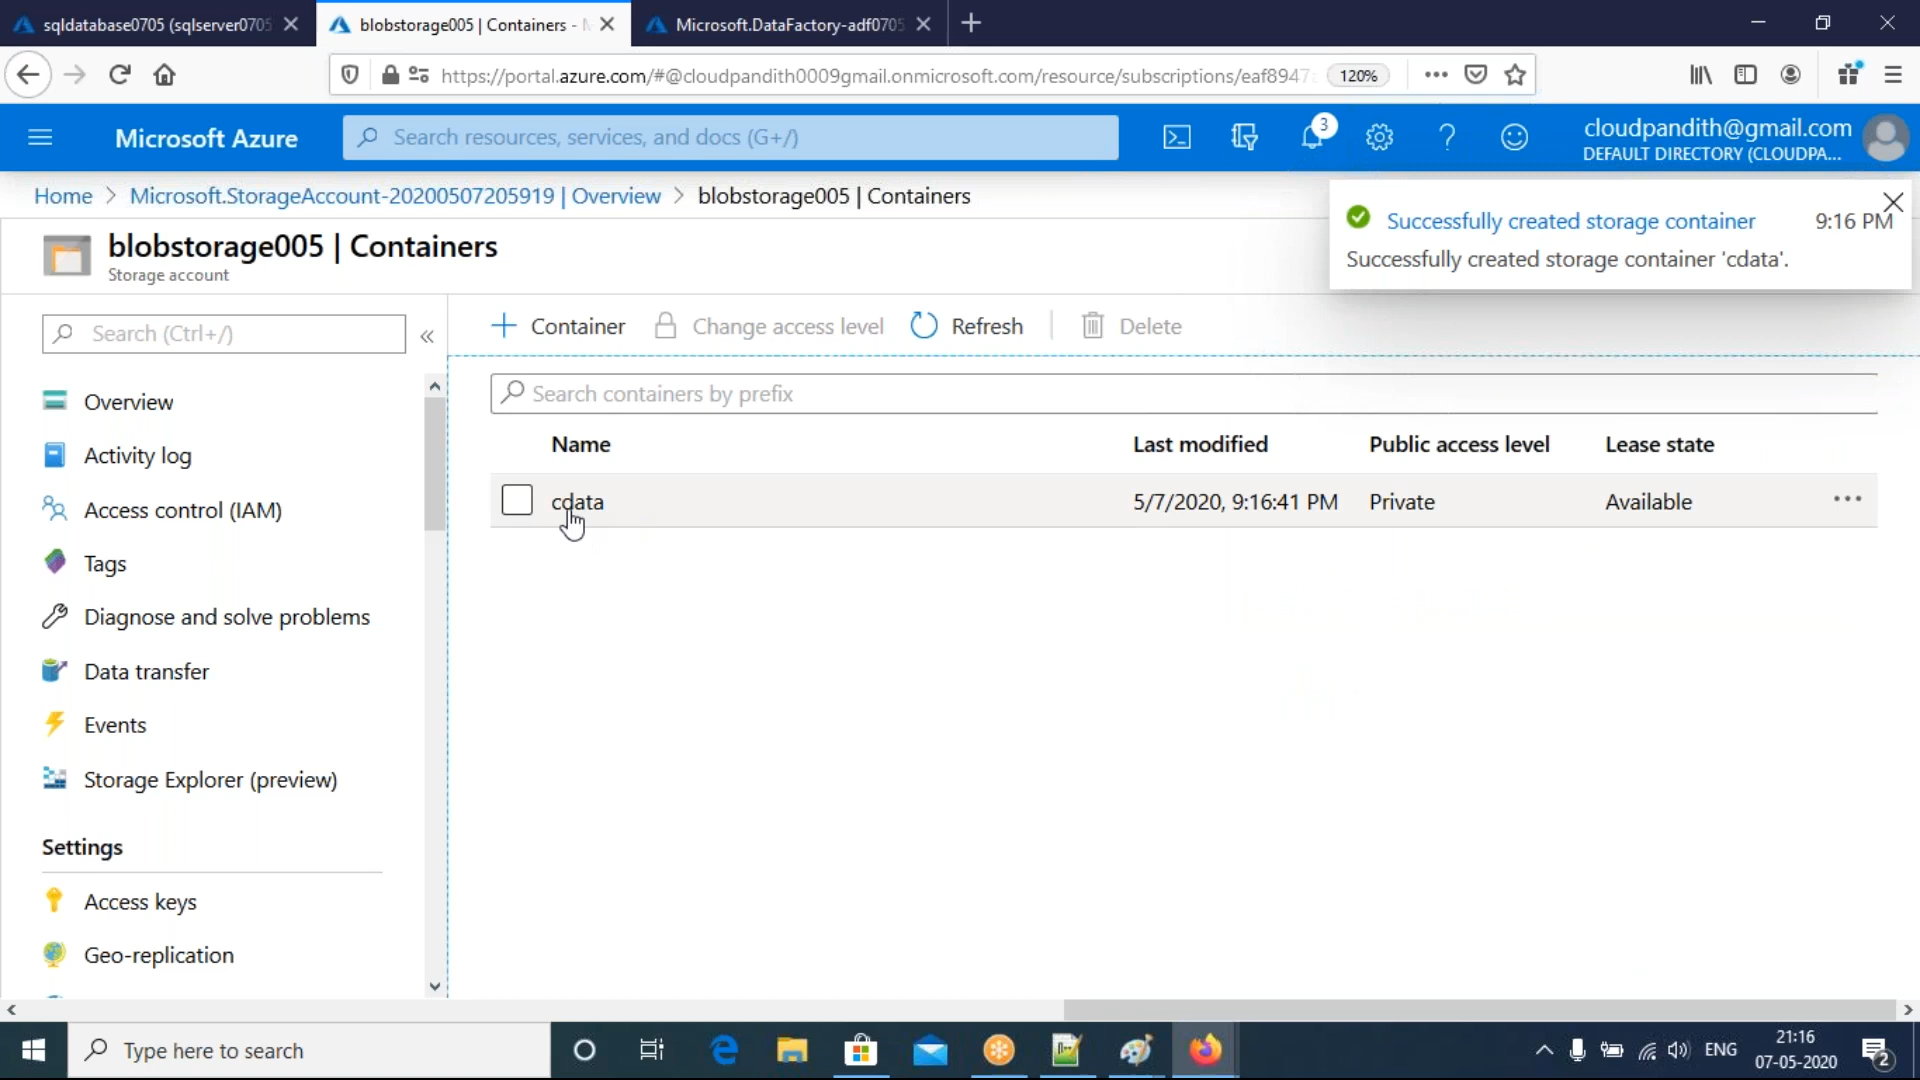 sqldatabase0705 (sqlserver0705
blobstorage005 | Containers -
Microsoft.DataFactory-adf0705
https://portal.azure.com/#@cloudpandith0009gmail.onmicrosoft.com/resource/subscriptions/eaf8947
120%
Microsoft Azure
Search resources, services, and docs (G+/)
3
cloudpandith@gmail.com
DEFAULT DIRECTORY (CLOUDPA...
Home > Microsoft.StorageAccount-20200507205919 | Overview > blobstorage005 | Containers
Successfully created storage container 9:16 PM
Successfully created storage container 'cdata'.
blobstorage005 | Containers
Storage account
Search (Ctrl+/)
«
Container
Change access level
Refresh
Delete
Search containers by prefix
Name Last modified Public access level Lease state
cdata 5/7/2020, 9:16:41 PM Private Available
Overview
Activity log
Access control (IAM)
Tags
Diagnose and solve problems
Data transfer
Events
Storage Explorer (preview)
Settings
Access keys
Geo-replication
Type here to search
ENG
21:16
07-05-2020
2